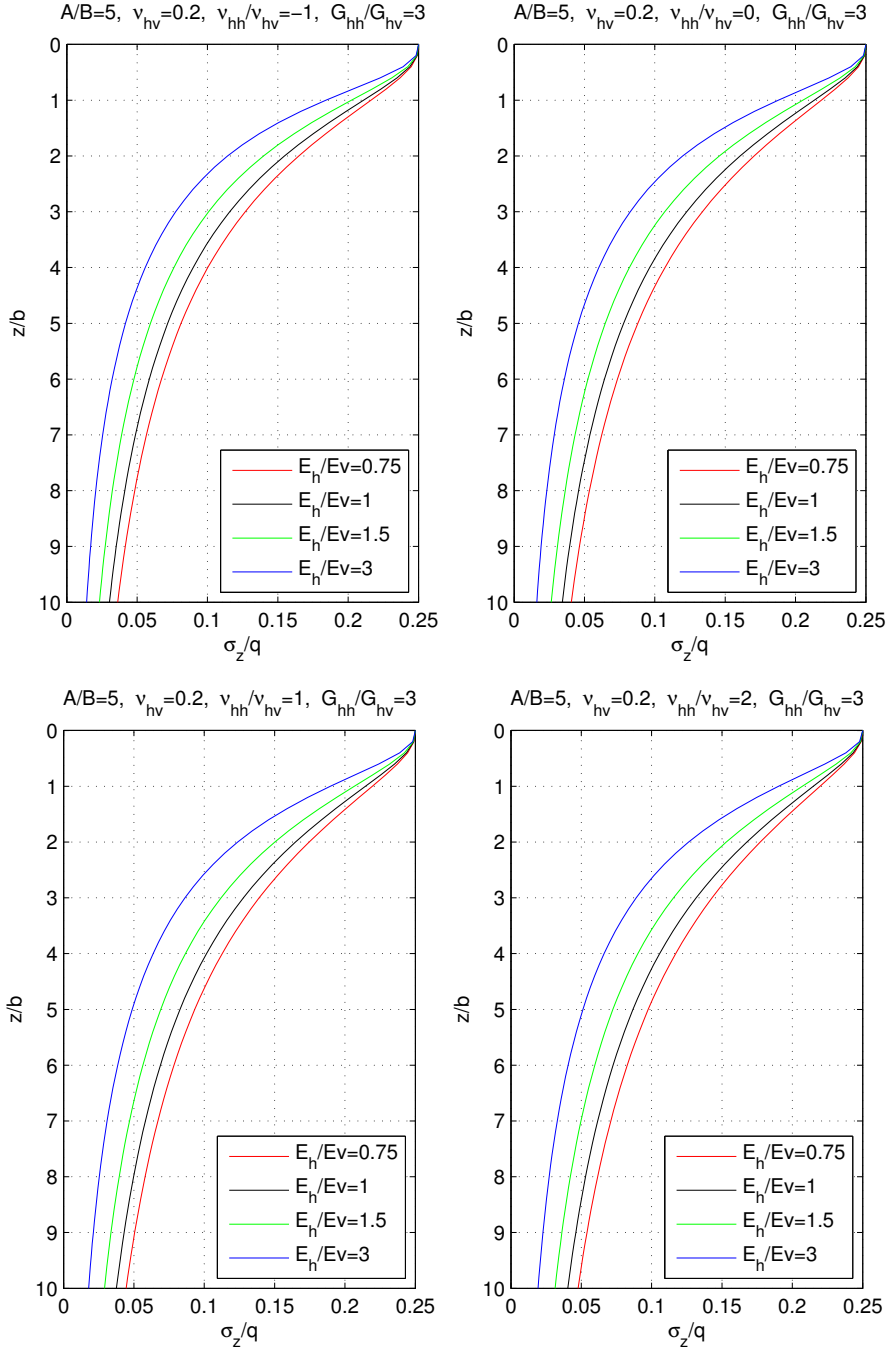 A/B=5, ν_hv=0.2, ν_hh/ν_hv=−1, G_hh/G_hv=3
0
1
2
3
4
5
6
7
8
9
10
z/b
E_h/Ev=0.75
E_h/Ev=1
E_h/Ev=1.5
E_h/Ev=3
0 0.05 0.1 0.15 0.2 0.25
σ_z/q
A/B=5, ν_hv=0.2, ν_hh/ν_hv=0, G_hh/G_hv=3
0
1
2
3
4
5
6
7
8
9
10
z/b
E_h/Ev=0.75
E_h/Ev=1
E_h/Ev=1.5
E_h/Ev=3
0 0.05 0.1 0.15 0.2 0.25
σ_z/q
A/B=5, ν_hv=0.2, ν_hh/ν_hv=1, G_hh/G_hv=3
0
1
2
3
4
5
6
7
8
9
10
z/b
E_h/Ev=0.75
E_h/Ev=1
E_h/Ev=1.5
E_h/Ev=3
0 0.05 0.1 0.15 0.2 0.25
σ_z/q
A/B=5, ν_hv=0.2, ν_hh/ν_hv=2, G_hh/G_hv=3
0
1
2
3
4
5
6
7
8
9
10
z/b
E_h/Ev=0.75
E_h/Ev=1
E_h/Ev=1.5
E_h/Ev=3
0 0.05 0.1 0.15 0.2 0.25
σ_z/q